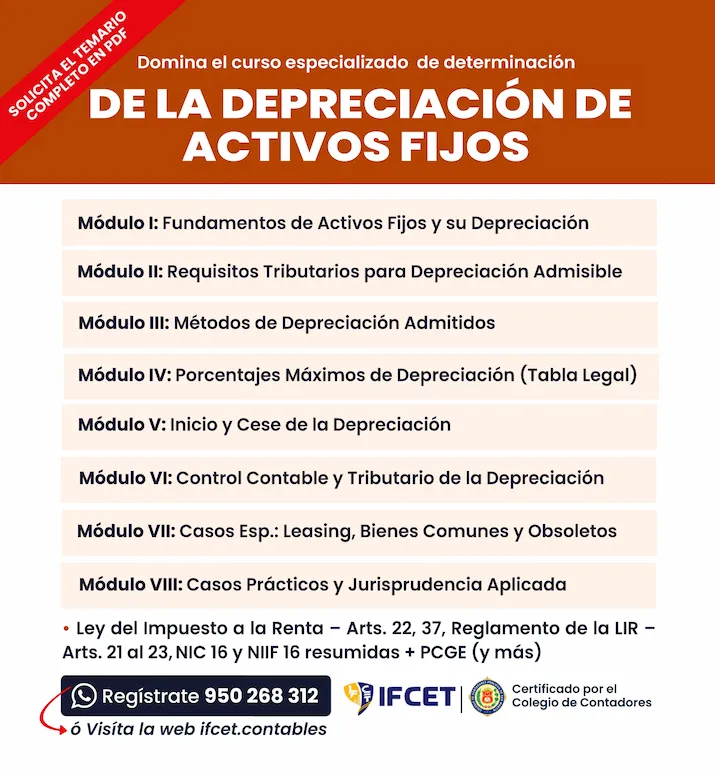 SOLICITA EL TEMARIO
COMPLETO EN PDF
Domina el curso especializado de determinación
DE LA DEPRECIACIÓN DE
ACTIVOS FIJOS
Módulo I: Fundamentos de Activos Fijos y su Depreciación
Módulo II: Requisitos Tributarios para Depreciación Admisible
Módulo III: Métodos de Depreciación Admitidos
Módulo IV: Porcentajes Máximos de Depreciación (Tabla Legal)
Módulo V: Inicio y Cese de la Depreciación
Módulo VI: Control Contable y Tributario de la Depreciación
Módulo VII: Casos Esp.: Leasing, Bienes Comunes y Obsoletos
Módulo VIII: Casos Prácticos y Jurisprudencia Aplicada
• Ley del Impuesto a la Renta – Arts. 22, 37, Reglamento de la LIR –
Arts. 21 al 23, NIC 16 y NIIF 16 resumidas + PCGE (y más)
Regístrate 950 268 312
IFCET
Certificado por el
Colegio de Contadores
ó Visíta la web ifcet.contables